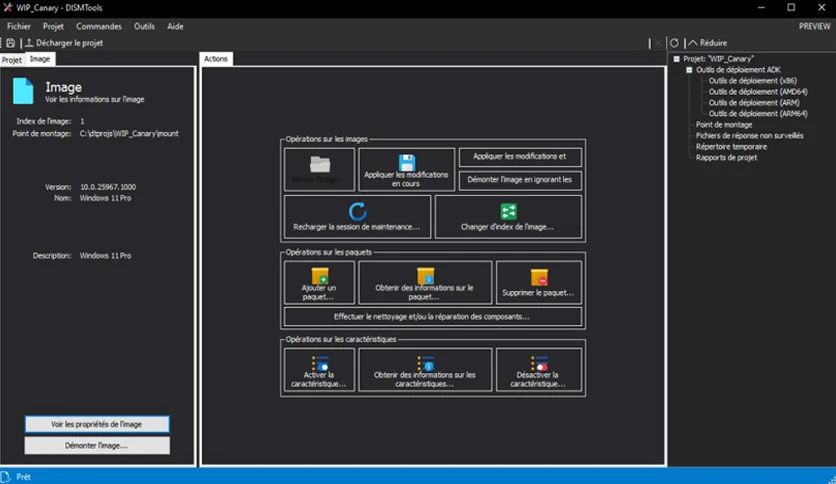 WIP_Canary - DISMTools
Fichier Projet Commandes Outils Aide PREVIEW
Décharger le projet
Réduire
Projet Image
Actions
Image
Voir les informations sur l'image
Index de l'image: 1
Point de montage: C:\dtprojs\WIP_Canary\mount
Version: 10.0.25967.1000
Nom: Windows 11 Pro
Description: Windows 11 Pro
Voir les propriétés de l'image
Démonter l'image...
Opérations sur les images
Appliquer les modifications
en cours
Appliquer les modifications et
Démonter l'image en ignorant les
Recharger la session de maintenance...
Changer d'index de l'image...
Opérations sur les paquets
Ajouter un
paquet...
Obtenir des informations sur le
paquet...
Supprimer le paquet...
Effectuer le nettoyage et/ou la réparation des composants...
Opérations sur les caractéristiques
Activer la
caractéristique...
Obtenir des informations sur les
caractéristiques...
Désactiver la
caractéristique...
Projet: "WIP_Canary"
Outils de déploiement ADK
Outils de déploiement (x86)
Outils de déploiement (AMD64)
Outils de déploiement (ARM)
Outils de déploiement (ARM64)
Point de montage
Fichiers de réponse non surveillés
Répertoire temporaire
Rapports de projet
Prêt